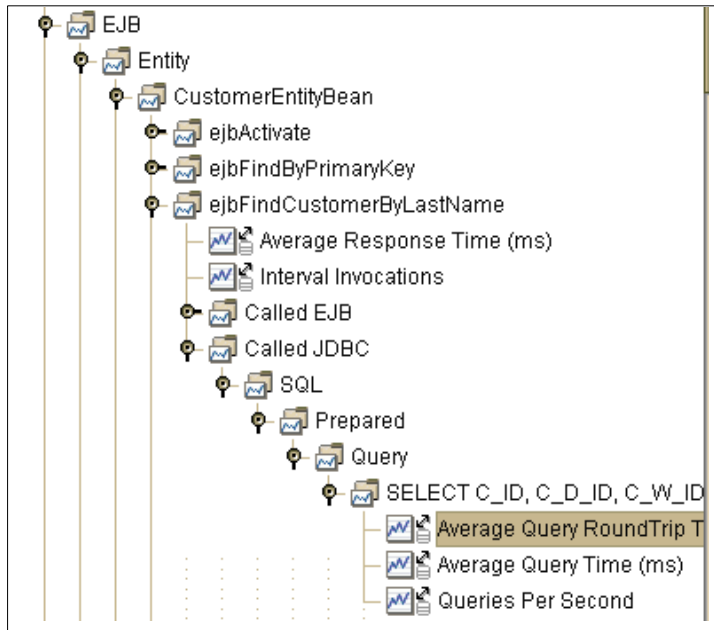 EJB
Entity
CustomerEntityBean
ejbActivate
ejbFindByPrimaryKey
ejbFindCustomerByLastName
Average Response Time (ms)
Interval Invocations
Called EJB
Called JDBC
SQL
Prepared
Query
SELECT C_ID, C_D_ID, C_W_ID
Average Query RoundTrip T
Average Query Time (ms)
Queries Per Second